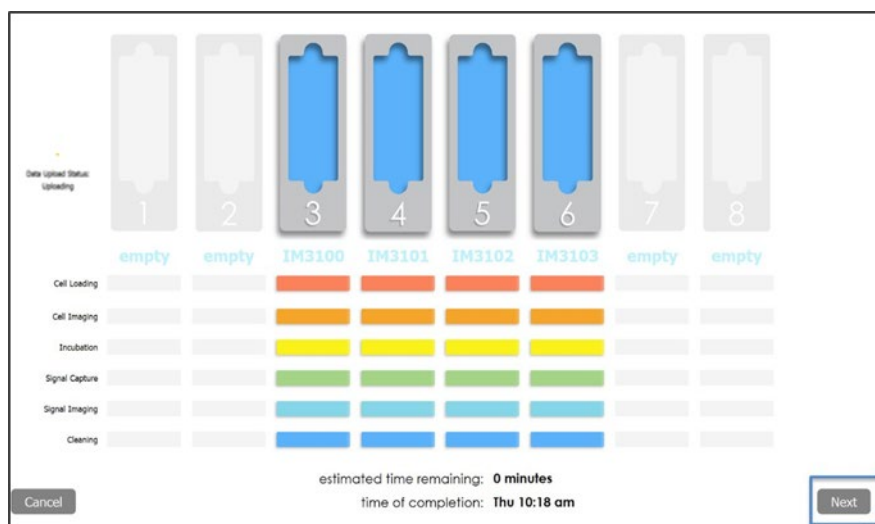 Data Upload Status:
Uploading
1 2 3 4 5 6 7 8
empty empty IM3100 IM3101 IM3102 IM3103 empty empty
Cell Loading
Cell Imaging
Incubation
Signal Capture
Signal Imaging
Cleaning
estimated time remaining: 0 minutes
time of completion: Thu 10:18 am
Cancel Next